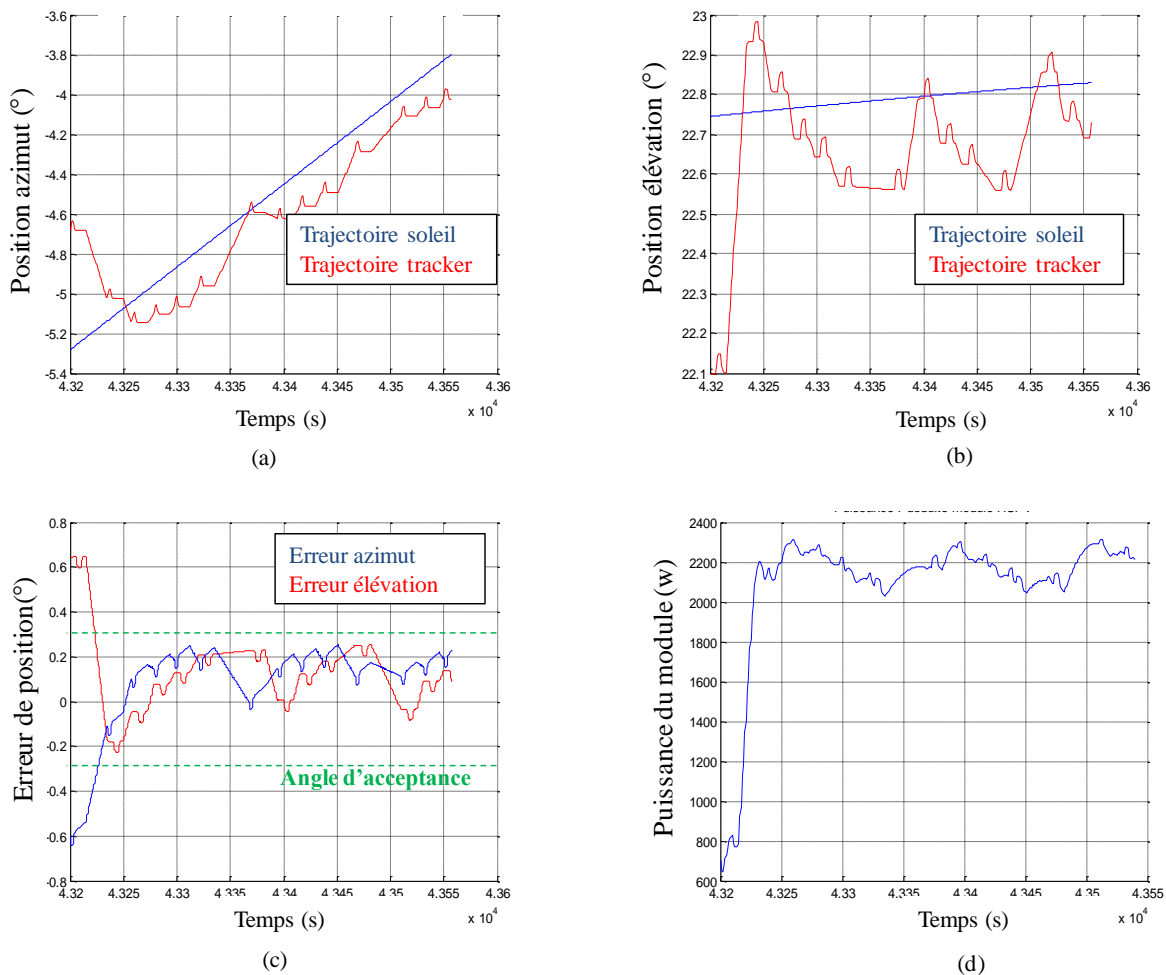 -3.6
-3.8
-4
-4.2
-4.4
-4.6
-4.8
-5
-5.2
-5.4
Position azimut (°)
Trajectoire soleil
Trajectoire tracker
4.32 4.325 4.33 4.335 4.34 4.345 4.35 4.355 4.36
x 10⁴
Temps (s)
(a)
23
22.9
22.8
22.7
22.6
22.5
22.4
22.3
22.2
22.1
Position élévation (°)
Trajectoire soleil
Trajectoire tracker
4.32 4.325 4.33 4.335 4.34 4.345 4.35 4.355 4.36
x 10⁴
Temps (s)
(b)
0.8
0.6
0.4
0.2
0
-0.2
-0.4
-0.6
-0.8
Erreur de position(°)
Erreur azimut
Erreur élévation
Angle d’acceptance
4.32 4.325 4.33 4.335 4.34 4.345 4.35 4.355 4.36
x 10⁴
Temps (s)
(c)
2400
2200
2000
1800
1600
1400
1200
1000
800
600
Puissance du module (w)
4.32 4.325 4.33 4.335 4.34 4.345 4.35 4.355
x 10⁴
Temps (s)
(d)